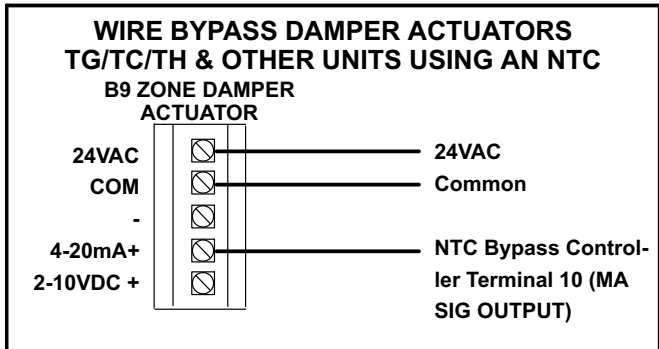 WIRE BYPASS DAMPER ACTUATORS
TG/TC/TH & OTHER UNITS USING AN NTC
B9 ZONE DAMPER
ACTUATOR
24VAC 24VAC
COM Common
-
4-20mA+ NTC Bypass Control-
2-10VDC + ler Terminal 10 (MA
SIG OUTPUT)